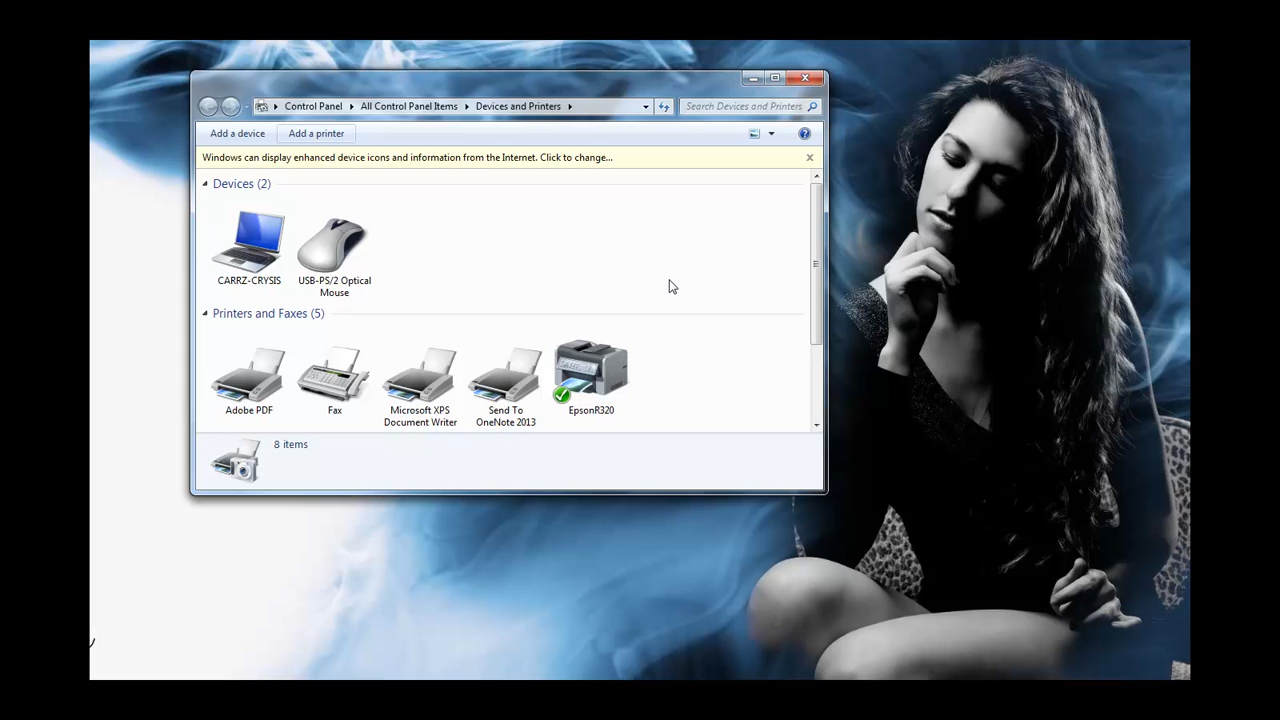 Control Panel All Control Panel Items Devices and Printers Search Devices and Printers
Add a device Add a printer
Windows can display enhanced device icons and information from the Internet. Click to change...
Devices (2)
CARRZ-CRYSIS
USB-PS/2 Optical
Mouse
Printers and Faxes (5)
Adobe PDF
Fax
Microsoft XPS
Document Writer
Send To
OneNote 2013
EpsonR320
8 items